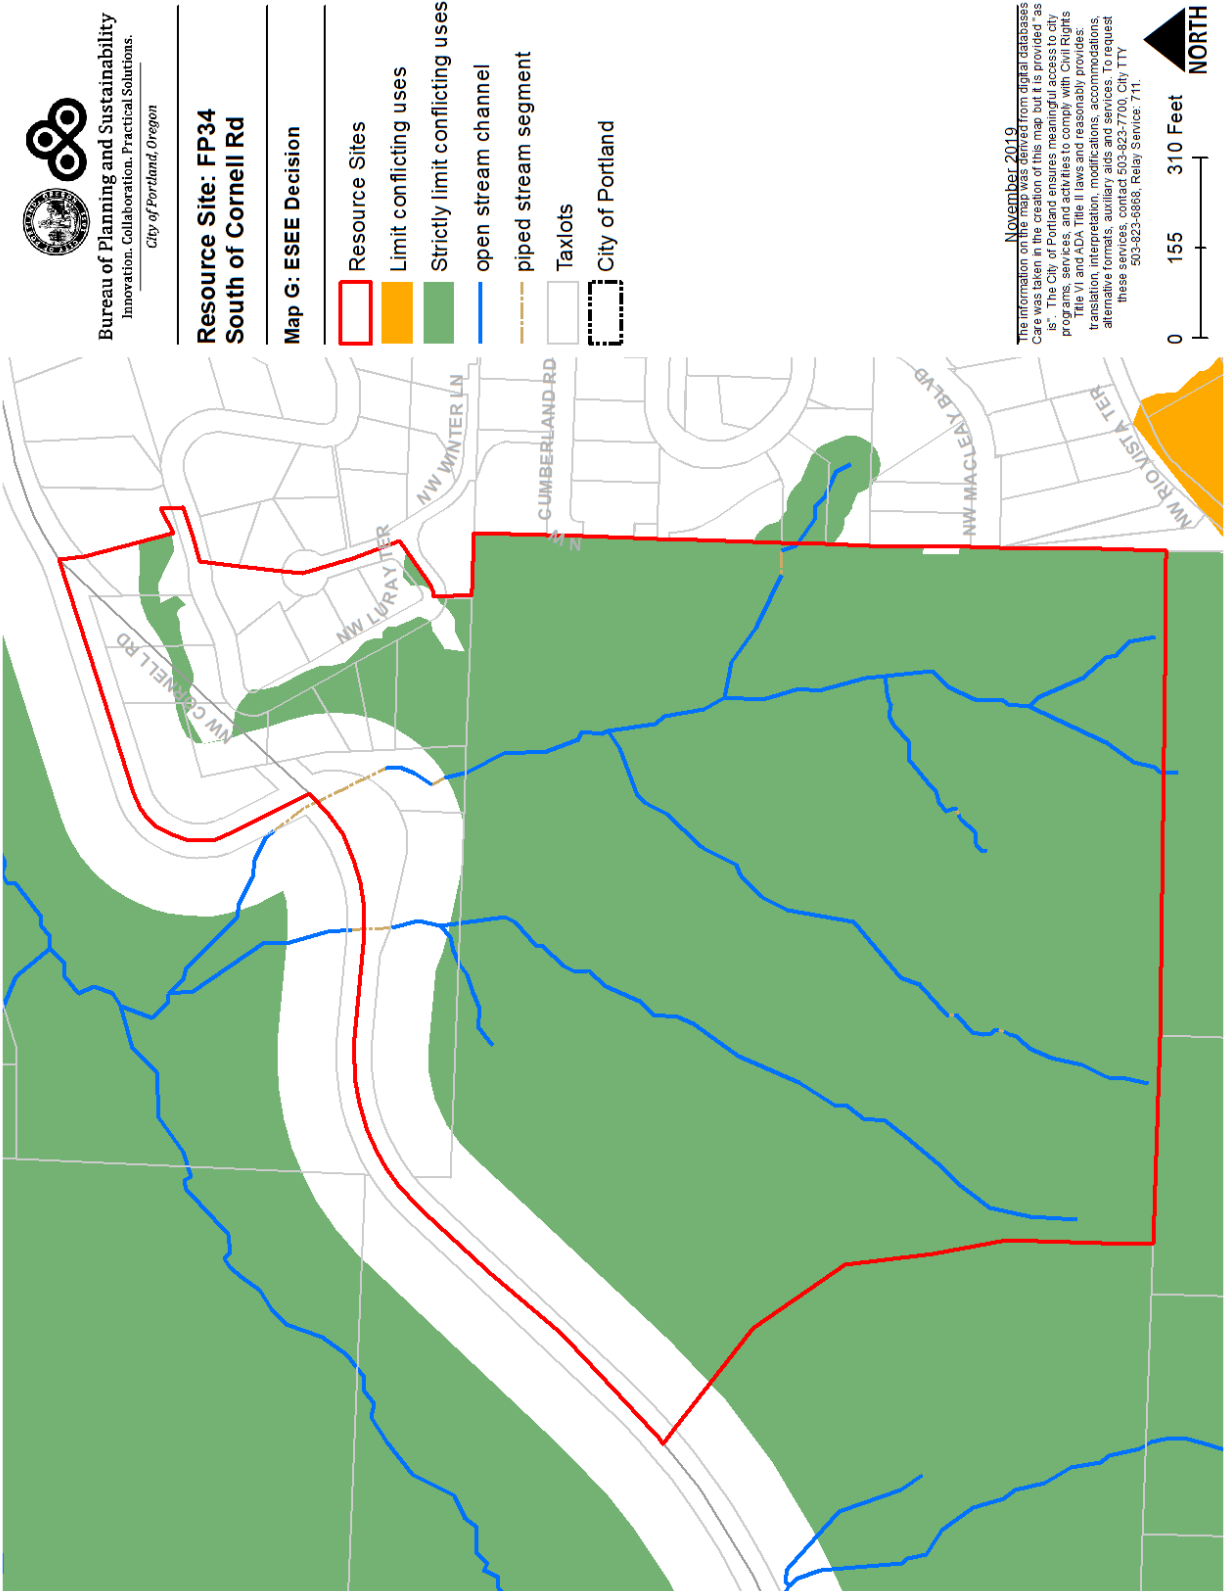 Bureau of Planning and Sustainability
Innovation. Collaboration. Practical Solutions.
City of Portland, Oregon
Resource Site: FP34
South of Cornell Rd
Map G: ESEE Decision
Resource Sites
Limit conflicting uses
Strictly limit conflicting uses
open stream channel
piped stream segment
Taxlots
City of Portland
November 2019
The information on the map was derived from digital databases
Care was taken in the creation of this map but it is provided "as
is". The City of Portland ensures meaningful access to city
programs, services, and activities to comply with Civil Rights
Title VI and ADA Title II laws and reasonably provides:
translation, interpretation, modifications, accommodations,
alternative formats, auxiliary aids and services. To request
these services, contact 503-823-7700, City TTY
503-823-6868, Relay Service: 711.
0 155 310 Feet
NORTH
NW CORNELL RD
NW LURAY TER
NW WINTER LN
NW CUMBERLAND RD
NW MACLEAY BLVD
NW RIO VISTA TER